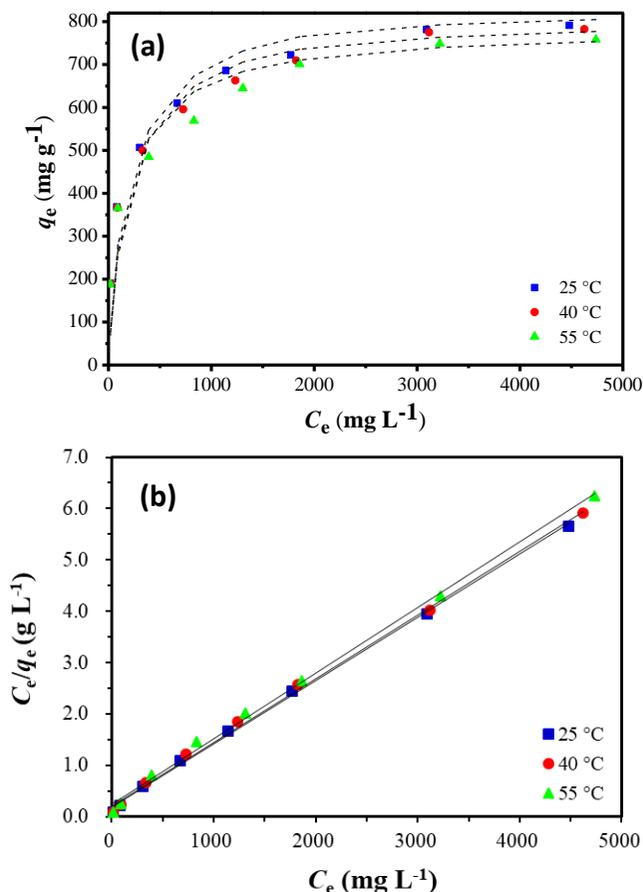 (a)
800
700
600
500
400
300
200
100
0
qe (mg g-1)
0 1000 2000 3000 4000 5000
Ce (mg L-1)
25 °C
40 °C
55 °C
(b)
7.0
6.0
5.0
4.0
3.0
2.0
1.0
0.0
Ce/qe (g L-1)
0 1000 2000 3000 4000 5000
Ce (mg L-1)
25 °C
40 °C
55 °C